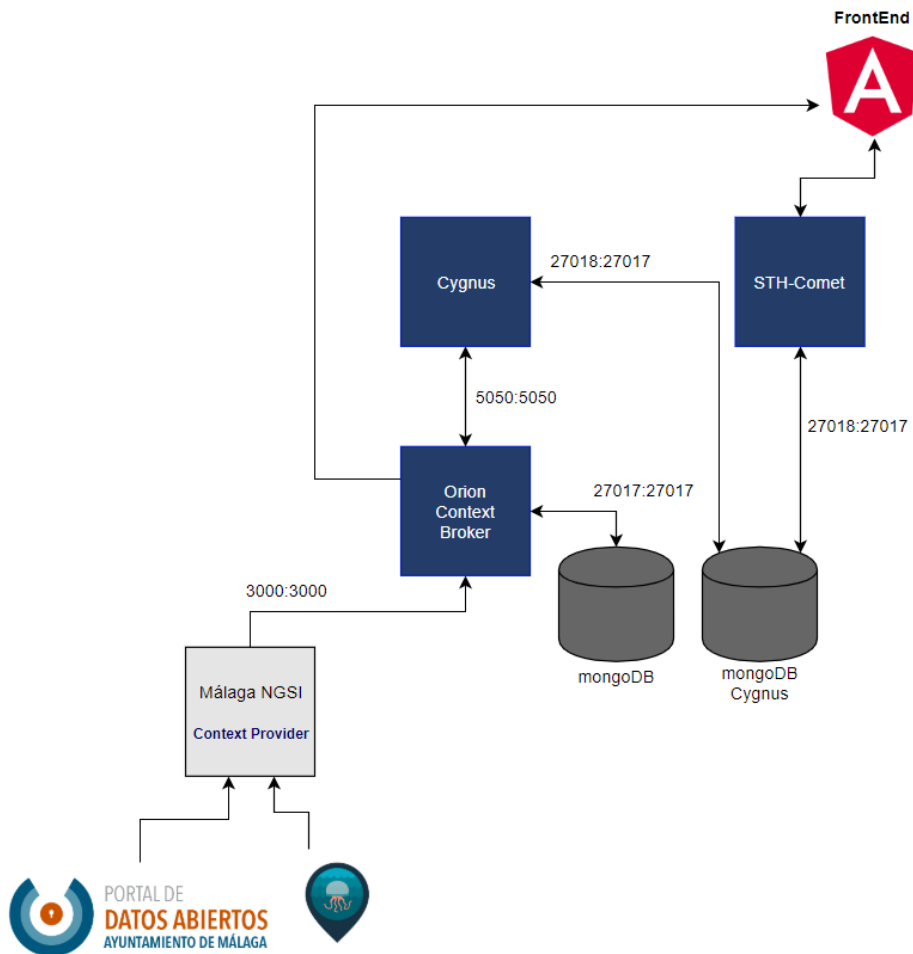 FrontEnd
A
Cygnus
27018:27017
STH-Comet
5050:5050
27018:27017
Orion
Context
Broker
27017:27017
3000:3000
mongoDB
mongoDB
Cygnus
Málaga NGSI
Context Provider
PORTAL DE
DATOS ABIERTOS
AYUNTAMIENTO DE MÁLAGA